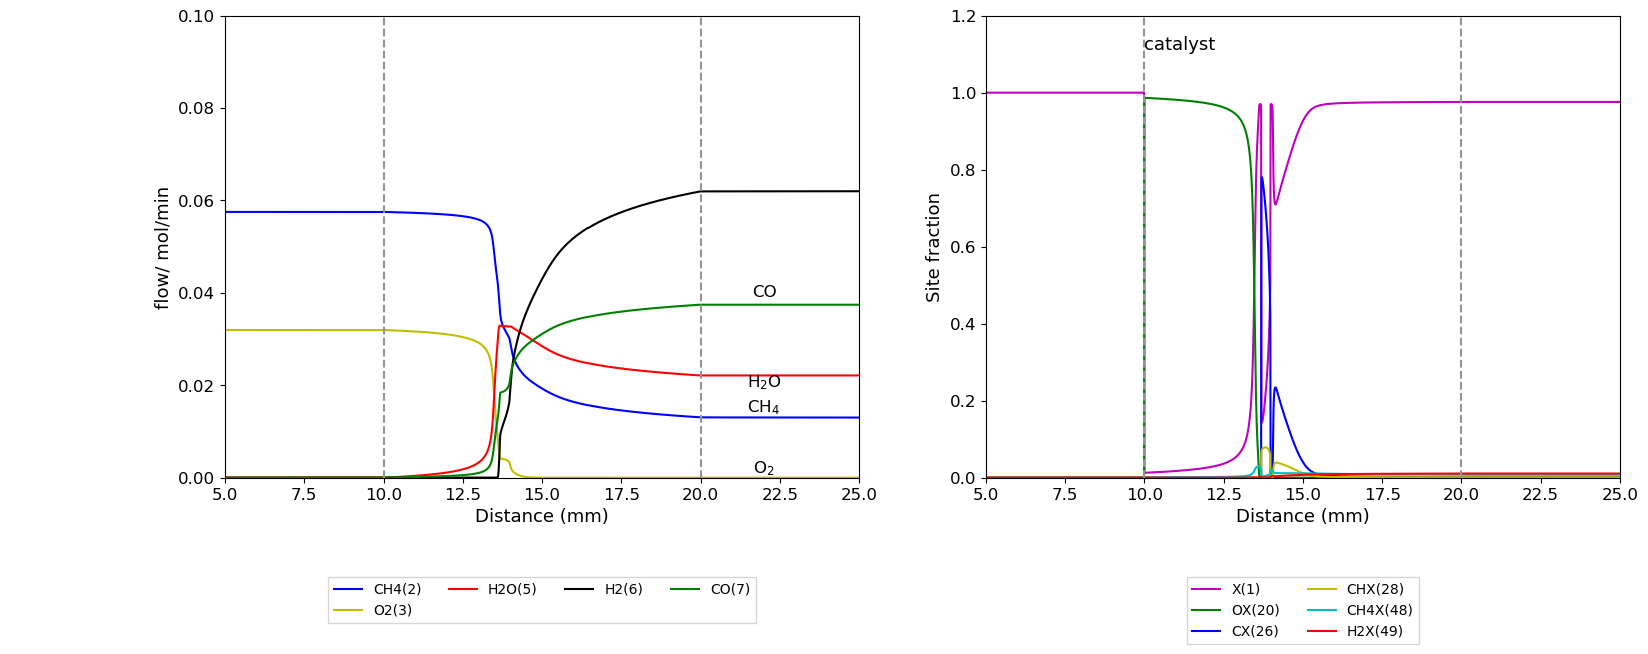 0.10
0.08
0.06
0.04
0.02
0.00
flow/ mol/min
CO
H₂O
CH₄
O₂
5.0 7.5 10.0 12.5 15.0 17.5 20.0 22.5 25.0
Distance (mm)
CH4(2) H2O(5) H2(6) CO(7)
O2(3)
1.2
1.0
0.8
0.6
0.4
0.2
0.0
Site fraction
catalyst
5.0 7.5 10.0 12.5 15.0 17.5 20.0 22.5 25.0
Distance (mm)
X(1) CHX(28)
OX(20) CH4X(48)
CX(26) H2X(49)